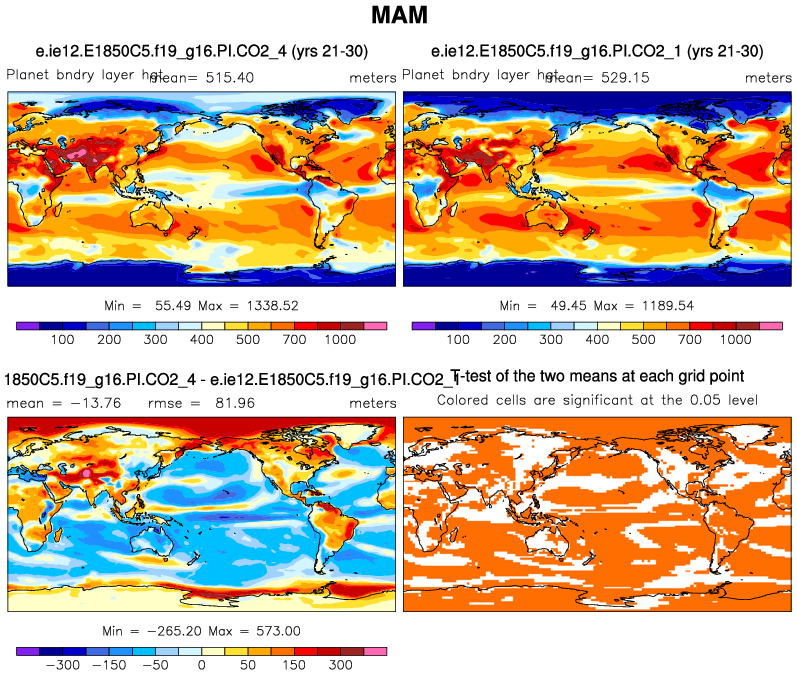 MAM
e.ie12.E1850C5.f19_g16.PI.CO2_4 (yrs 21-30)
Planet bndry layer hgt mean= 515.40 meters
Min = 55.49 Max = 1338.52
100 200 300 400 500 700 1000
e.ie12.E1850C5.f19_g16.PI.CO2_1 (yrs 21-30)
Planet bndry layer hgt mean= 529.15 meters
Min = 49.45 Max = 1189.54
100 200 300 400 500 700 1000
1850C5.f19_g16.PI.CO2_4 - e.ie12.E1850C5.f19_g16.PI.CO2_1
mean = -13.76 rmse = 81.96 meters
Min = -265.20 Max = 573.00
-300 -150 -50 0 50 150 300
T-test of the two means at each grid point
Colored cells are significant at the 0.05 level